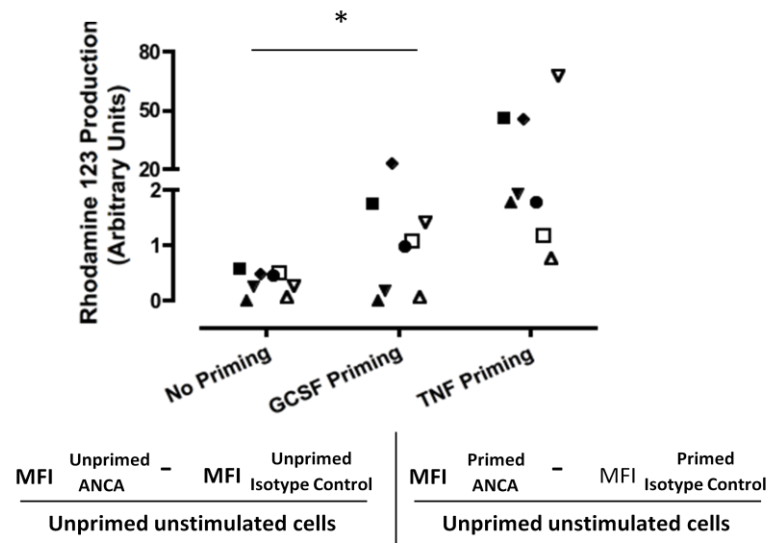 *
80
50
20
2
1
0
Rhodamine 123 Production
(Arbitrary Units)
No Priming
GCSF Priming
TNF Priming
MFI Unprimed ANCA – MFI Unprimed Isotype Control
Unprimed unstimulated cells
MFI Primed ANCA – MFI Primed Isotype Control
Unprimed unstimulated cells